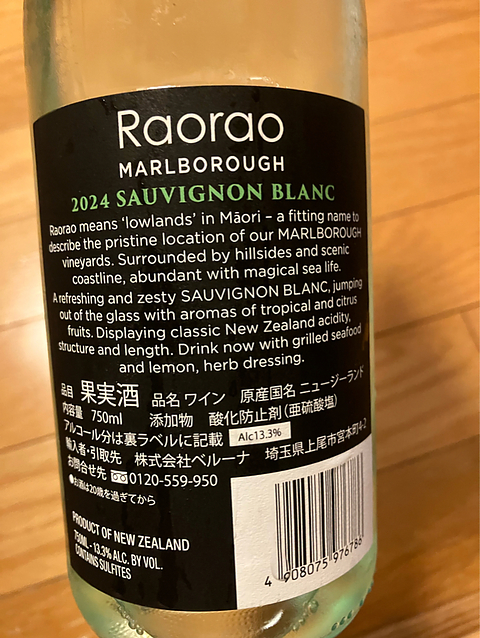 Raorao
MARLBOROUGH
2024 SAUVIGNON BLANC
Raorao means ‘lowlands’ in Māori – a fitting name to
describe the pristine location of our MARLBOROUGH
vineyards. Surrounded by hillsides and scenic
coastline, abundant with magical sea life.
A refreshing and zesty SAUVIGNON BLANC, jumping
out of the glass with aromas of tropical and citrus
fruits. Displaying classic New Zealand acidity,
structure and length. Drink now with grilled seafood
and lemon, herb dressing.
品目 果実酒 品名 ワイン 原産国名 ニュージーランド
内容量 750ml 添加物 酸化防止剤(亜硫酸塩)
アルコール分は裏ラベルに記載 Alc13.3%
輸入者・引取先 株式会社ベルーナ 埼玉県上尾市宮本町4-2
お問合せ先 0120-559-950
●お酒は20歳を過ぎてから
PRODUCT OF NEW ZEALAND
750ML - 13.3% ALC. BY VOL.
CONTAINS SULFITES
4 908075 976786